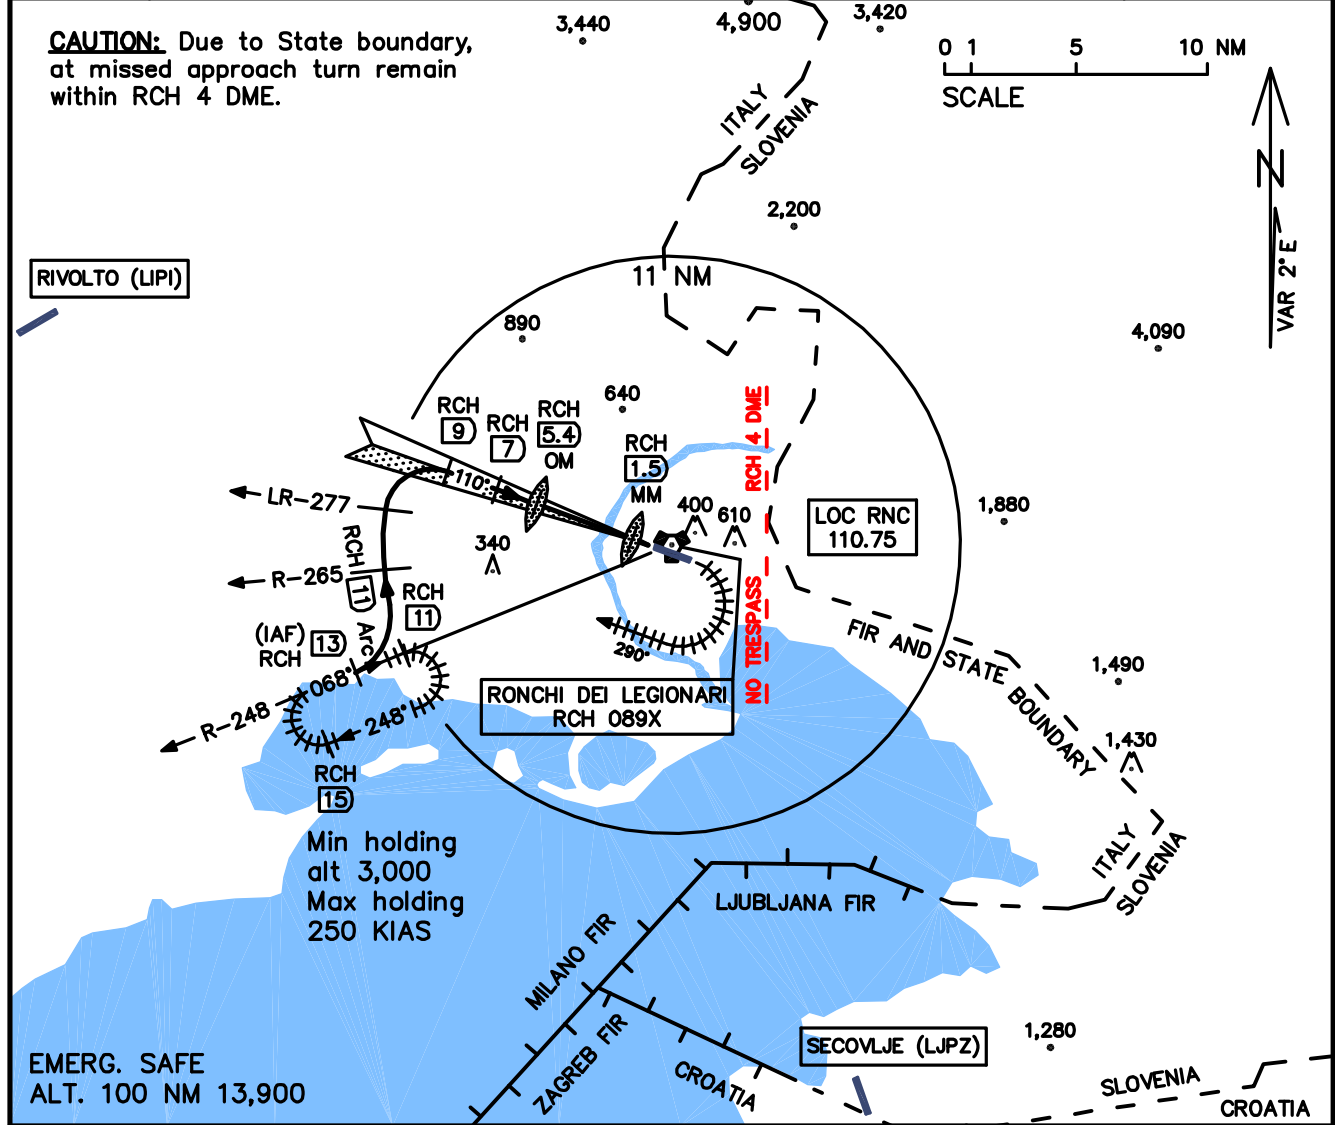 CAUTION: Due to State boundary,
at missed approach turn remain
within RCH 4 DME.
3,440
4,900
3,420
0 1 5 10 NM
SCALE
ITALY
SLOVENIA
N
VAR 2° E
2,200
RIVOLTO (LIPI)
11 NM
890
4,090
640
RCH
9
RCH
7
RCH
5.4
OM
RCH
1.5
MM
110°
NO TRESPASS RCH 4 DME
400
610
LOC RNC
110.75
1,880
LR-277
340
R-265
RCH
11
Arc
RCH
11
(IAF)
RCH
13
068°
R-248
248°
290°
RONCHI DEI LEGIONARI
RCH 089X
FIR AND STATE BOUNDARY
1,490
1,430
RCH
15
Min holding
alt 3,000
Max holding
250 KIAS
ITALY
SLOVENIA
LJUBLJANA FIR
MILANO FIR
ZAGREB FIR
CROATIA
SECOVLJE (LJPZ)
1,280
EMERG. SAFE
ALT. 100 NM 13,900
SLOVENIA
CROATIA